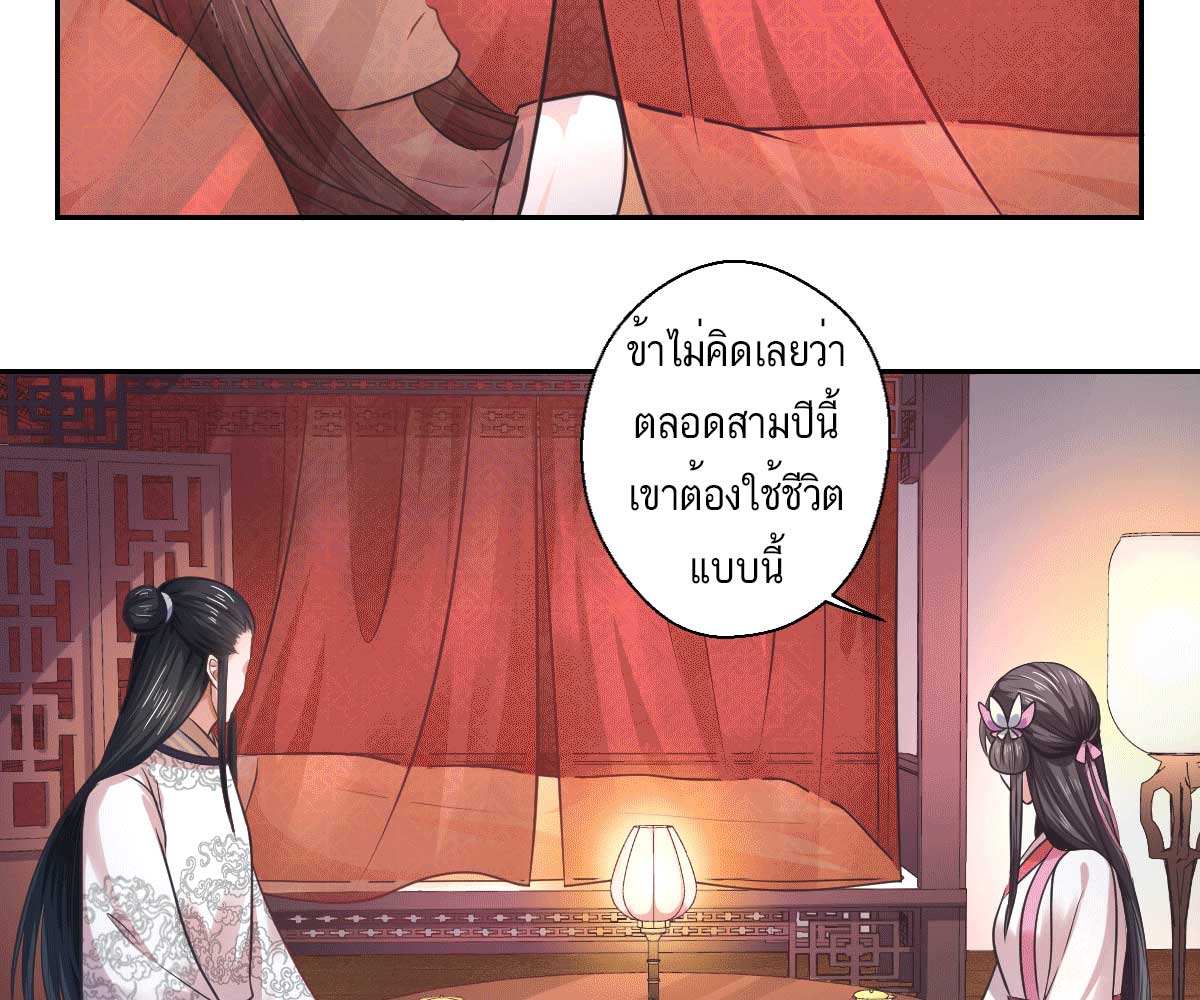 ข้าไม่คิดเลยว่า
ตลอดสามปีนี้
เขาต้องใช้ชีวิต
แบบนี้